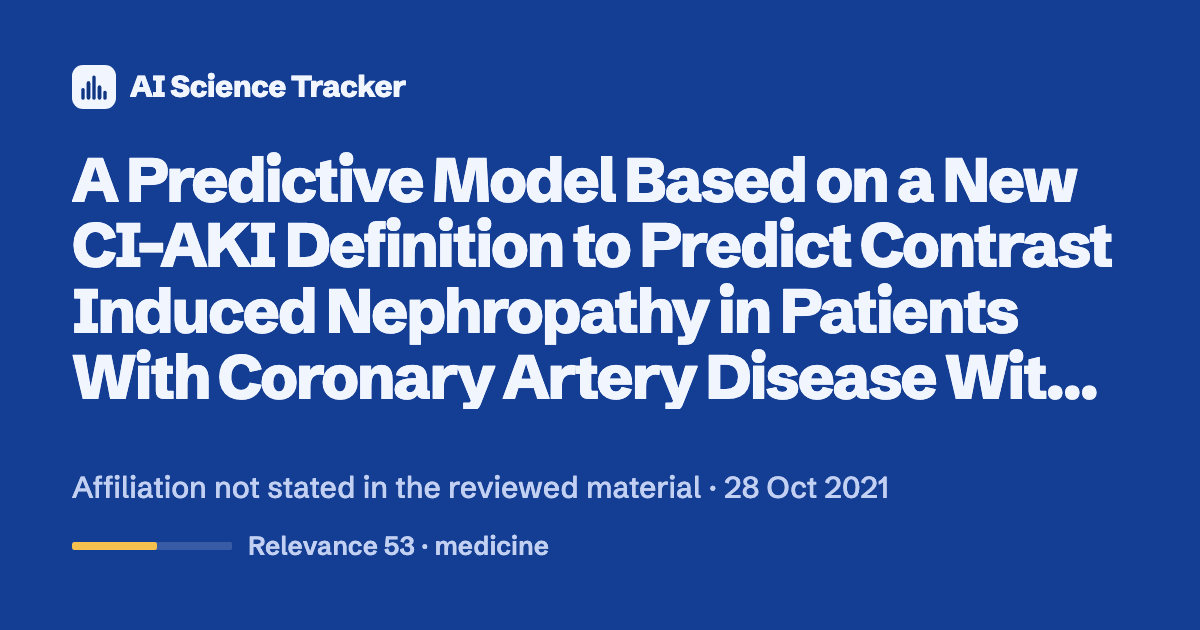 AI Science Tracker
A Predictive Model Based on a New
CI-AKI Definition to Predict Contrast
Induced Nephropathy in Patients
With Coronary Artery Disease Wit...
Affiliation not stated in the reviewed material · 28 Oct 2021
Relevance 53 · medicine